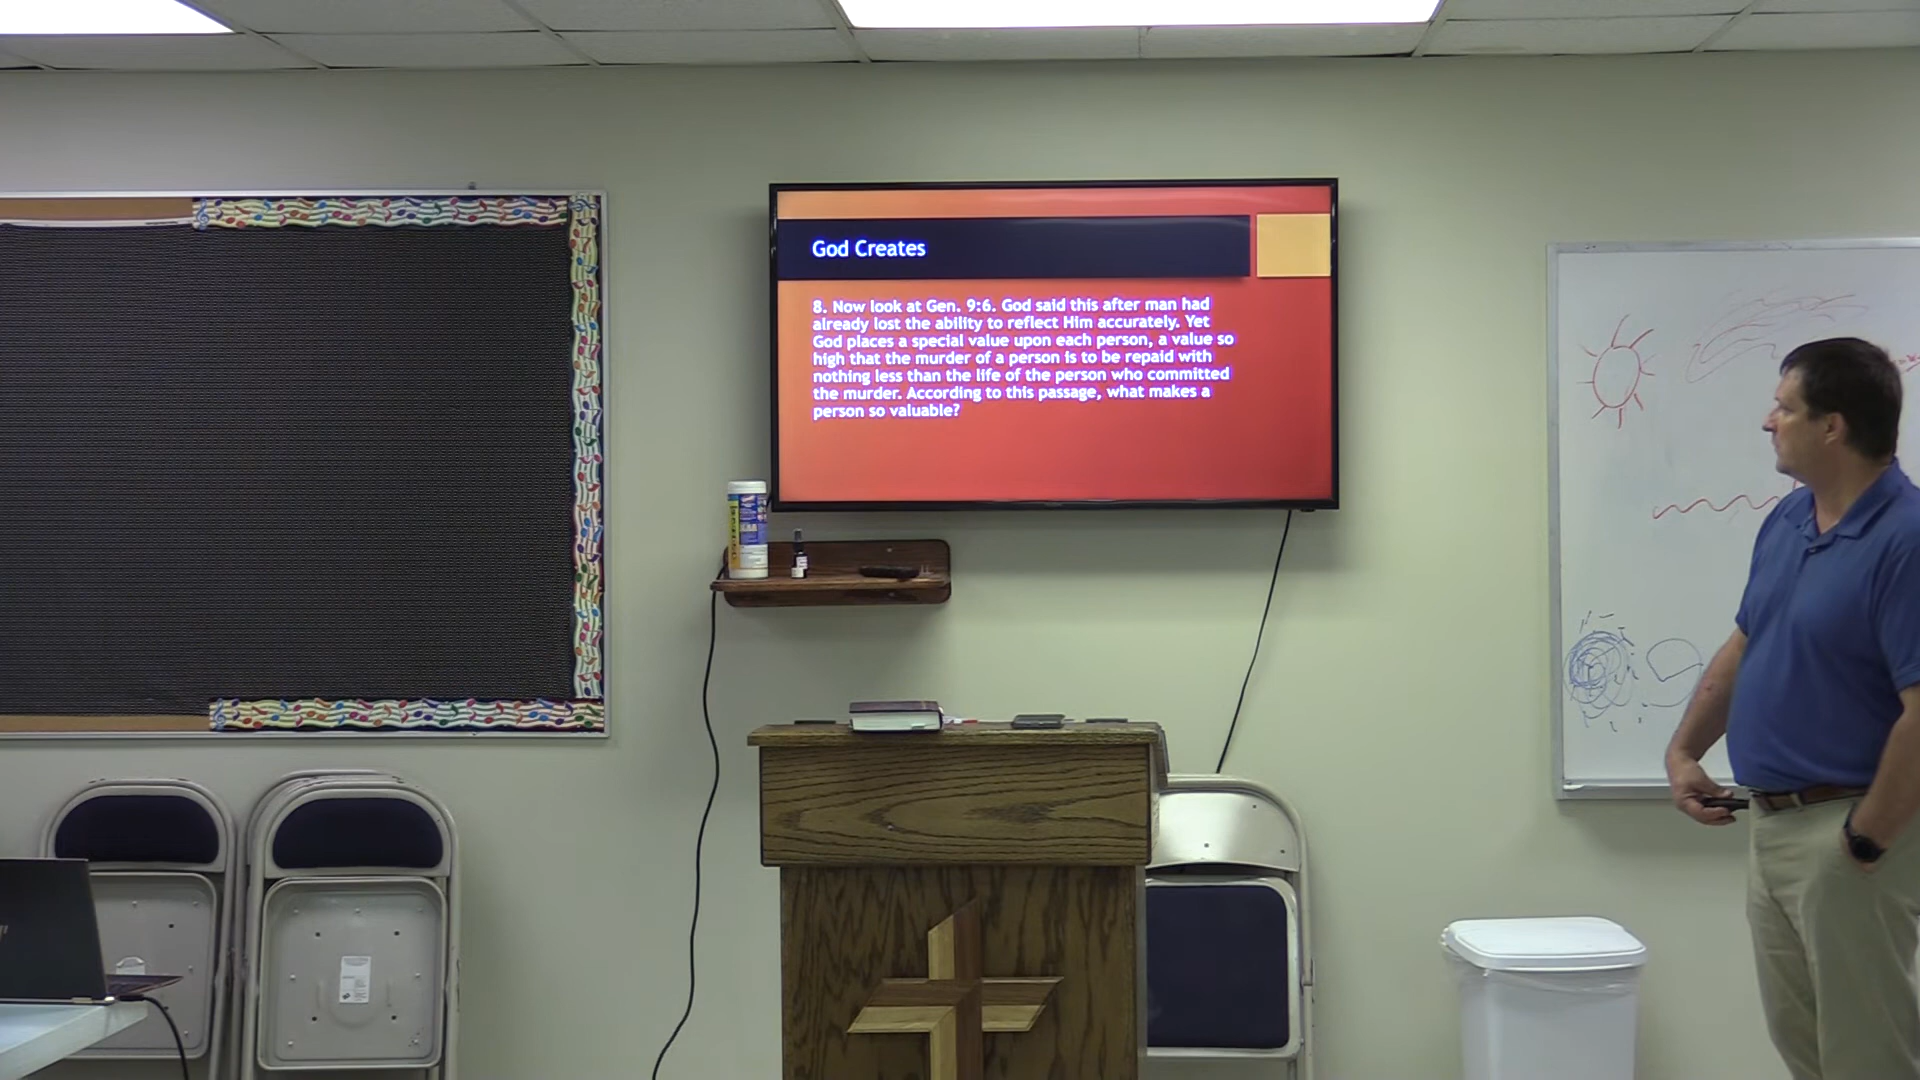 God Creates
8. Now look at Gen. 9:6. God said this after man had
already lost the ability to reflect Him accurately. Yet
God places a special value upon each person, a value so
high that the murder of a person is to be repaid with
nothing less than the life of the person who committed
the murder. According to this passage, what makes a
person so valuable?